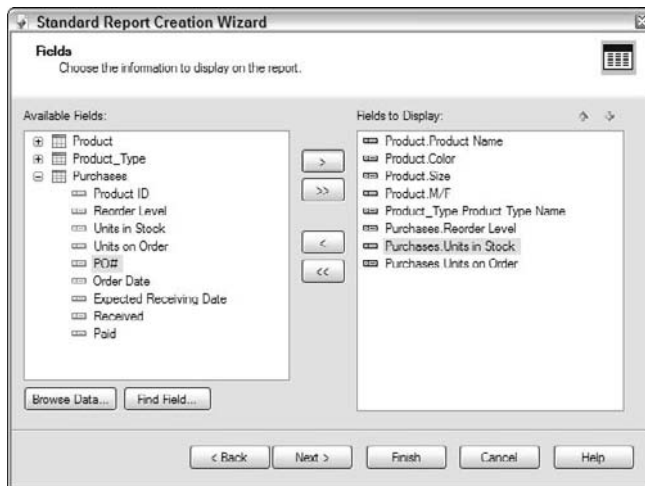 Standard Report Creation Wizard
Fields
Choose the information to display on the report.
Available Fields:
Product
Product_Type
Purchases
Product ID
Reorder Level
Units in Stock
Units on Order
PO#
Order Date
Expected Receiving Date
Received
Paid
Browse Data...
Find Field...
>
>>
<
<<
Fields to Display:
Product.Product Name
Product.Color
Product.Size
Product.M/F
Product_Type.Product Type Name
Purchases.Reorder Level
Purchases.Units in Stock
Purchases.Units on Order
< Back
Next >
Finish
Cancel
Help